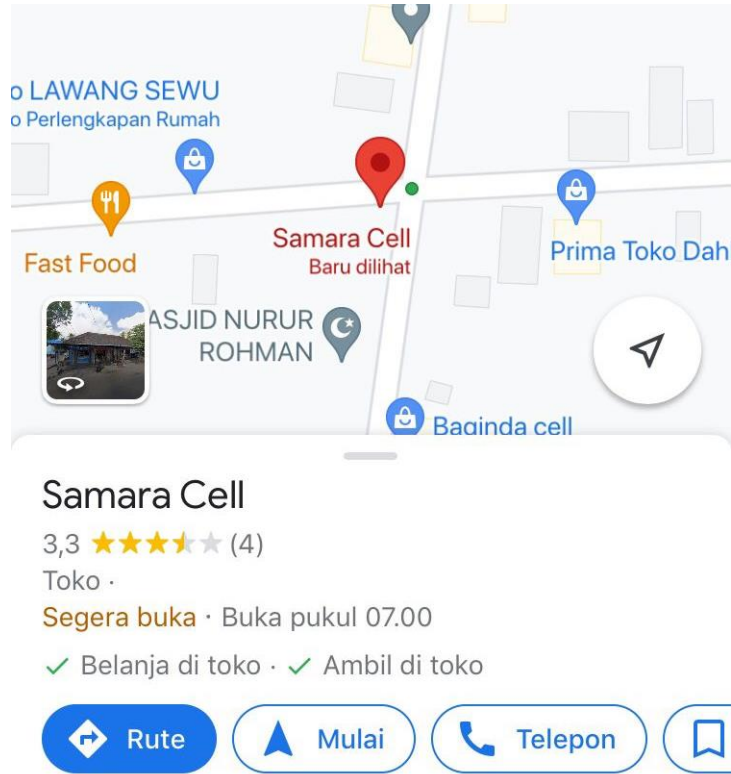 o LAWANG SEWU
o Perlengkapan Rumah
Fast Food
Samara Cell
Baru dilihat
Prima Toko Dah
ASJID NURUR
ROHMAN
Baginda cell
Samara Cell
3,3 (4)
Toko ·
Segera buka · Buka pukul 07.00
Belanja di toko · Ambil di toko
Rute
Mulai
Telepon